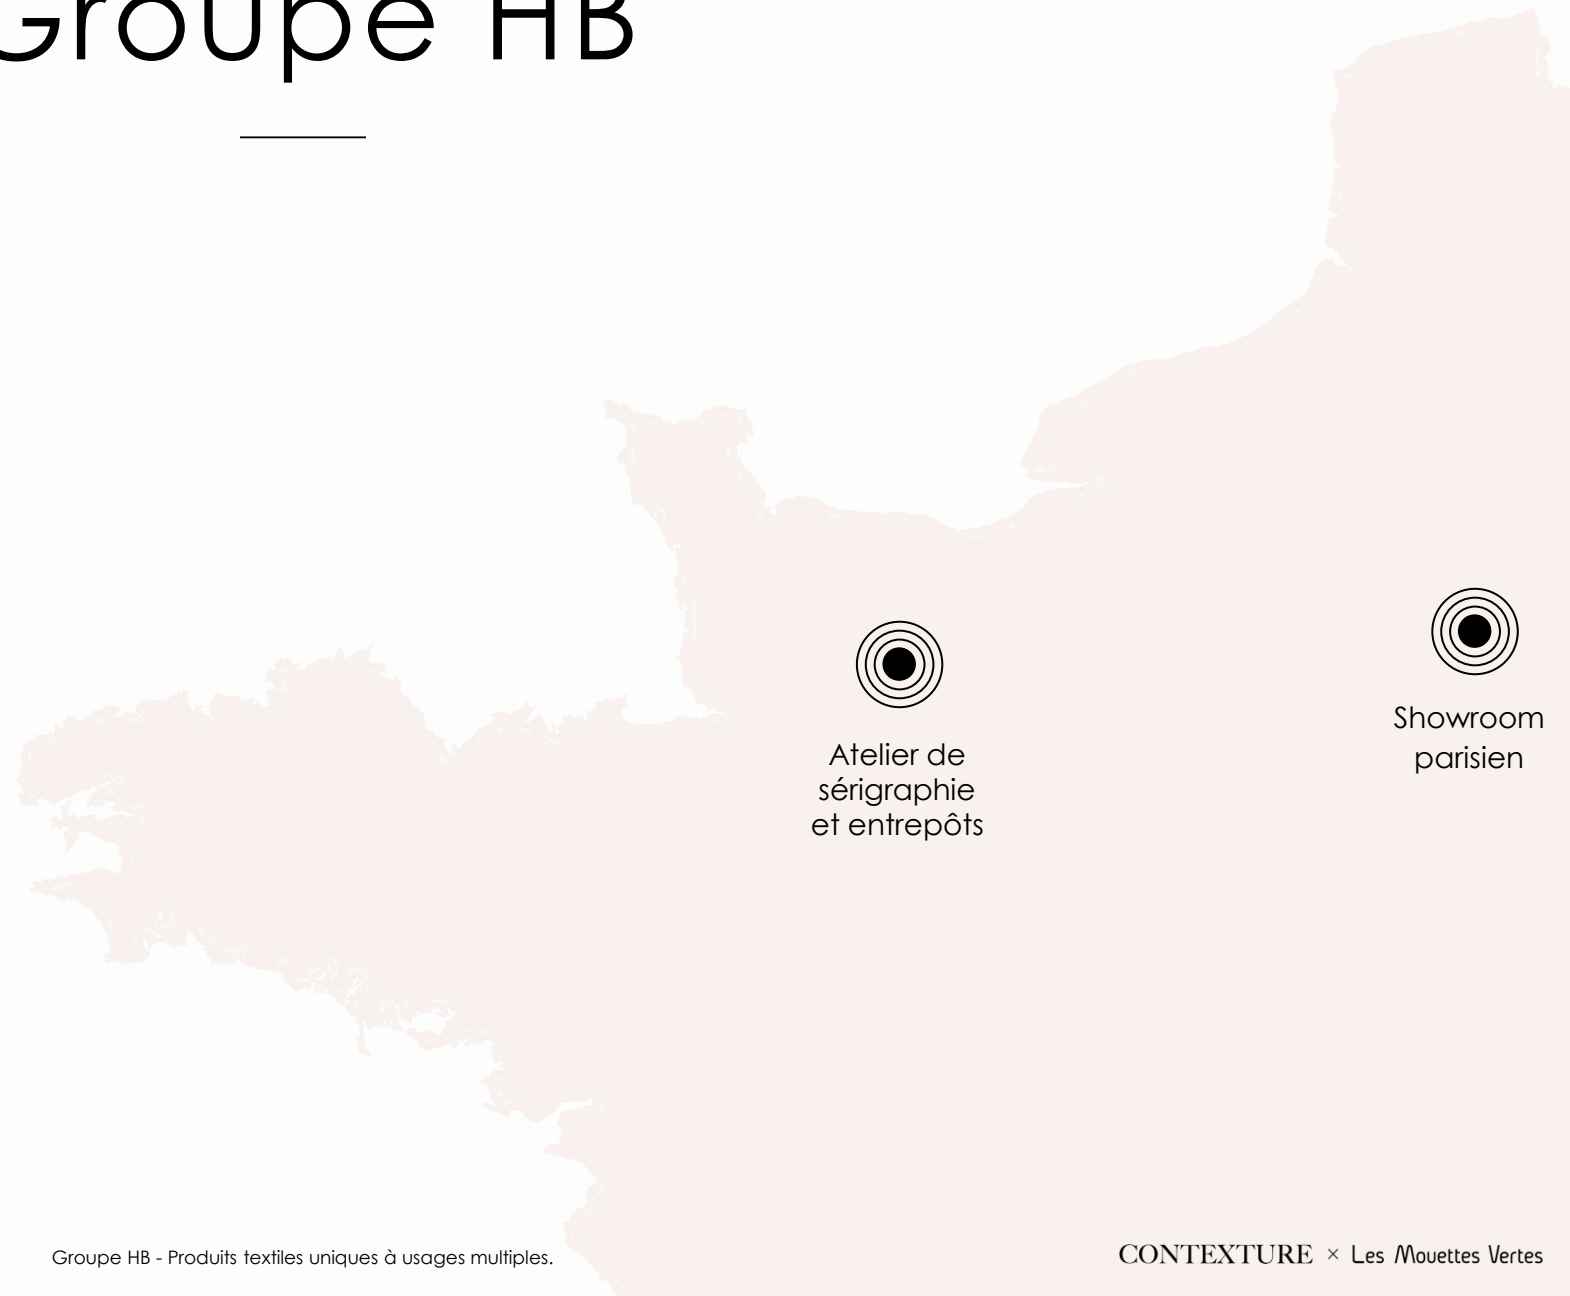 Groupe HB
Atelier de
sérigraphie
et entrepôts
Showroom
parisien
Groupe HB - Produits textiles uniques à usages multiples.
CONTEXTURE × Les Mouettes Vertes